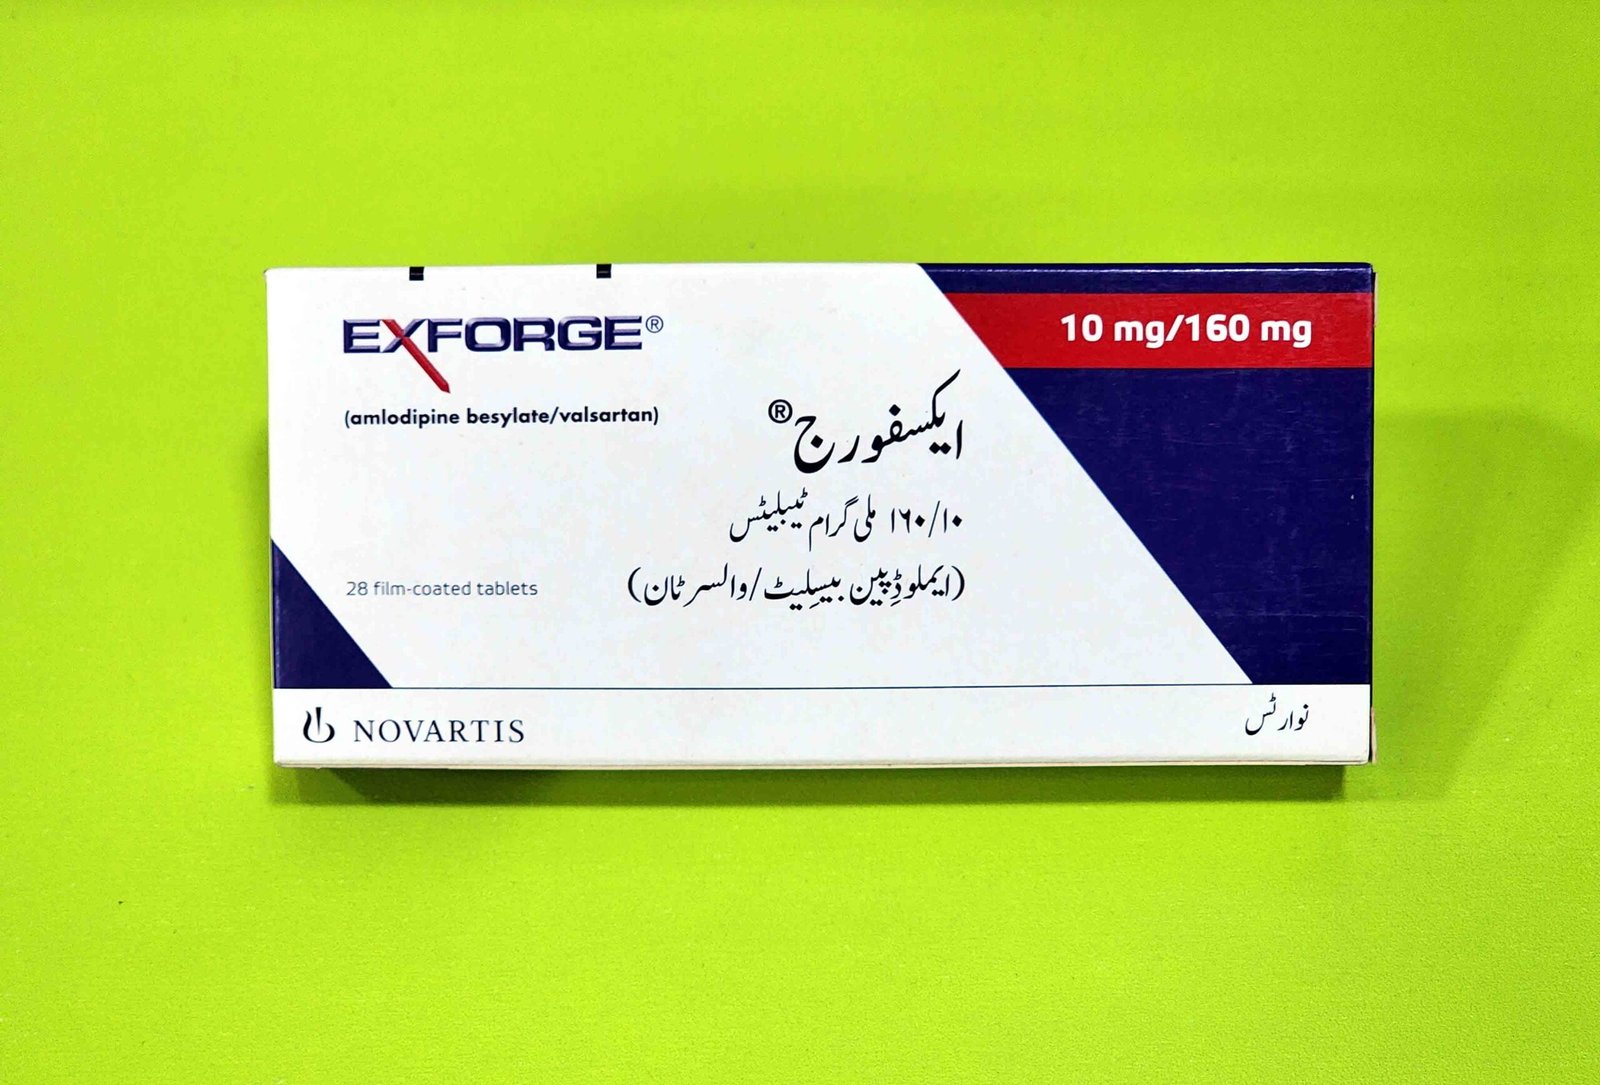 EXFORGE®
(amlodipine besylate/valsartan)
10 mg/160 mg
ایکسفورج®
۱۶۰/۱۰ ملی گرام ٹیبلیٹس
(ایملوڈِپین بیسِلیٹ/والسرٹان)
28 film-coated tablets
NOVARTIS
نوارٹس